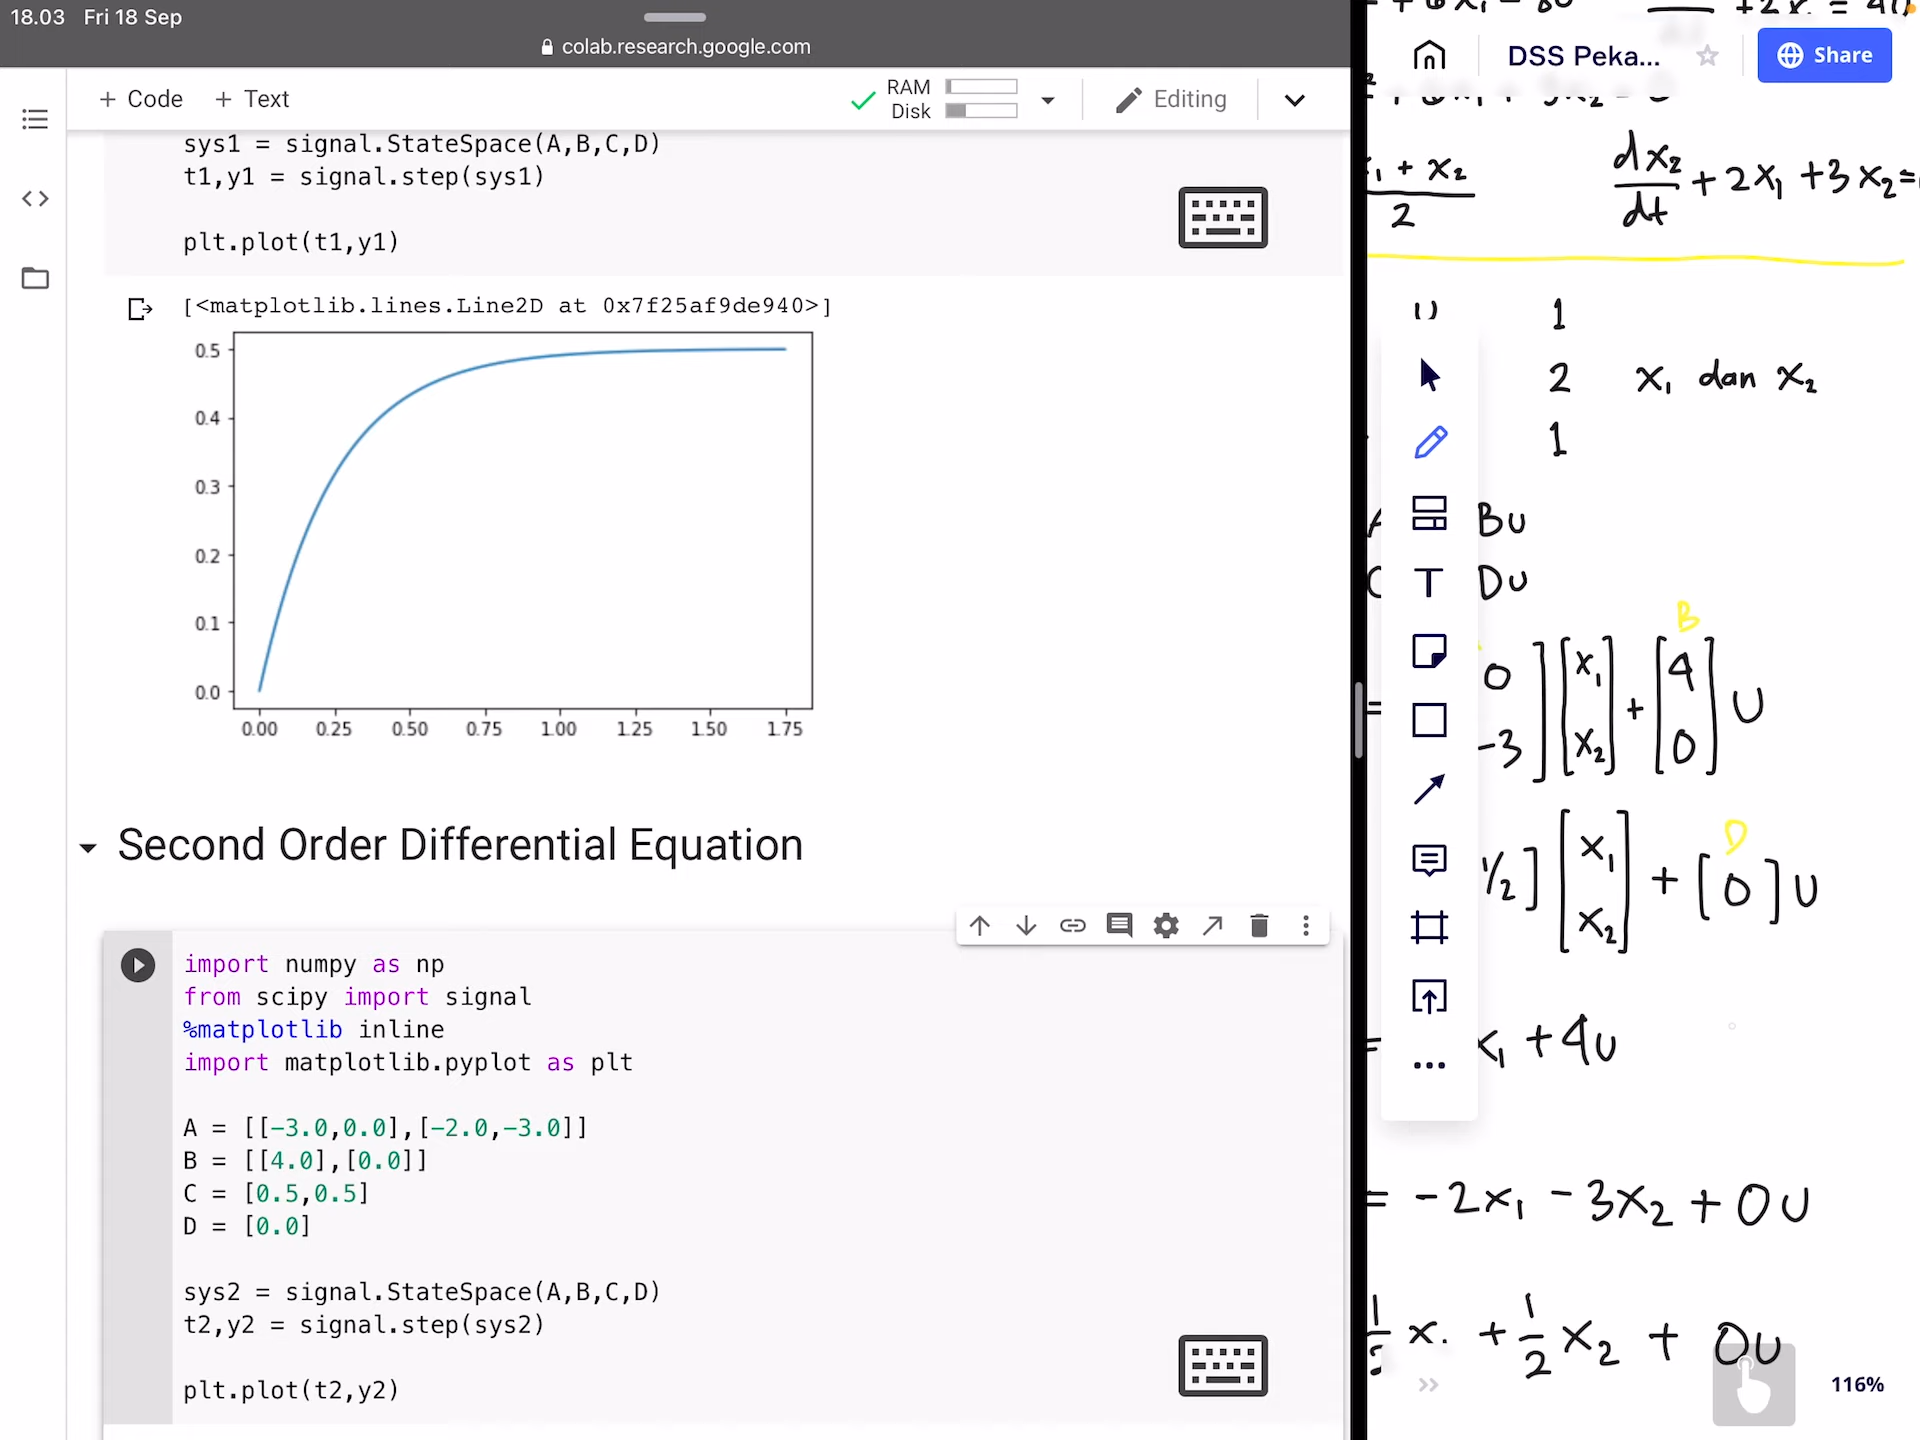 18.03 Fri 18 Sep
colab.research.google.com
+ Code + Text
RAM
Disk
Editing
sys1 = signal.StateSpace(A,B,C,D)
t1,y1 = signal.step(sys1)
plt.plot(t1,y1)
[<matplotlib.lines.Line2D at 0x7f25af9de940>]
0.5
0.4
0.3
0.2
0.1
0.0
0.00 0.25 0.50 0.75 1.00 1.25 1.50 1.75
Second Order Differential Equation
import numpy as np
from scipy import signal
%matplotlib inline
import matplotlib.pyplot as plt
A = [[-3.0,0.0],[-2.0,-3.0]]
B = [[4.0],[0.0]]
C = [0.5,0.5]
D = [0.0]
sys2 = signal.StateSpace(A,B,C,D)
t2,y2 = signal.step(sys2)
plt.plot(t2,y2)
DSS Peka...
Share
+ x₂
2
dx₂
dt
+ 2x₁ + 3x₂ =
1
2 x₁ dan x₂
1
Bu
Du
B
0 ] [ x₁ ] + [ 4 ] U
-3 ] [ x₂ ] [ 0 ]
D
1/2 ] [ x₁ ] + [ 0 ] U
[ x₂ ]
= x₁ + 4u
= -2x₁ - 3x₂ + 0U
x. + 1/2 x₂ + 0u
116%